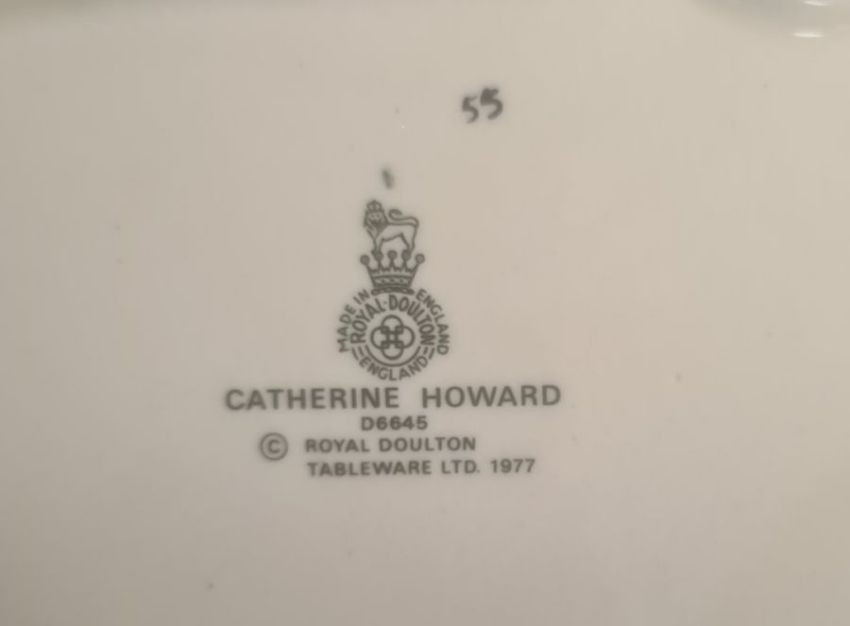 55
MADE IN ENGLAND
ROYAL·DOULTON
ENGLAND
CATHERINE HOWARD
D6645
© ROYAL DOULTON
TABLEWARE LTD. 1977